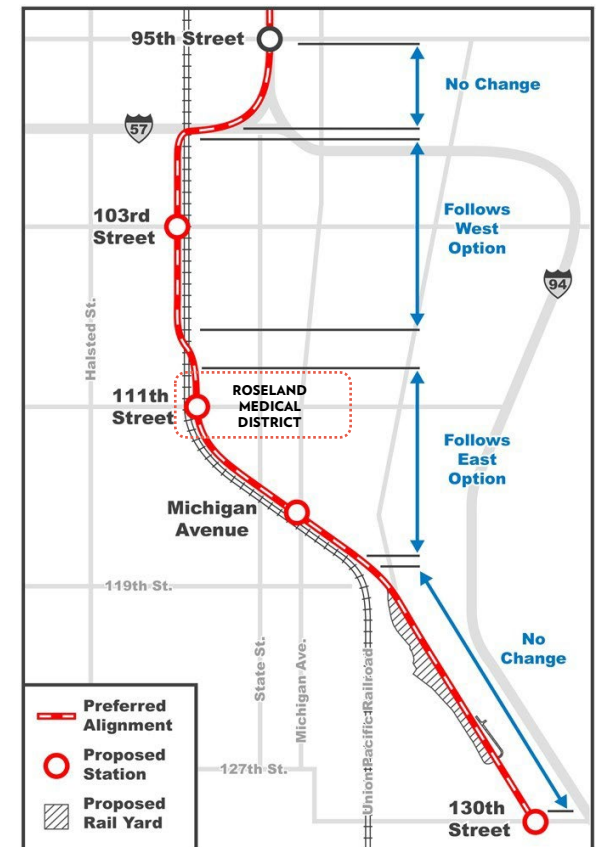 95th Street
No Change
57
103rd
Street
Follows
West
Option
94
Halsted St.
111th
Street
ROSELAND
MEDICAL
DISTRICT
Follows
East
Option
Michigan
Avenue
119th St.
State St.
Michigan Ave.
Union Pacific Railroad
No
Change
Preferred
Alignment
Proposed
Station
Proposed
Rail Yard
127th St.
130th
Street